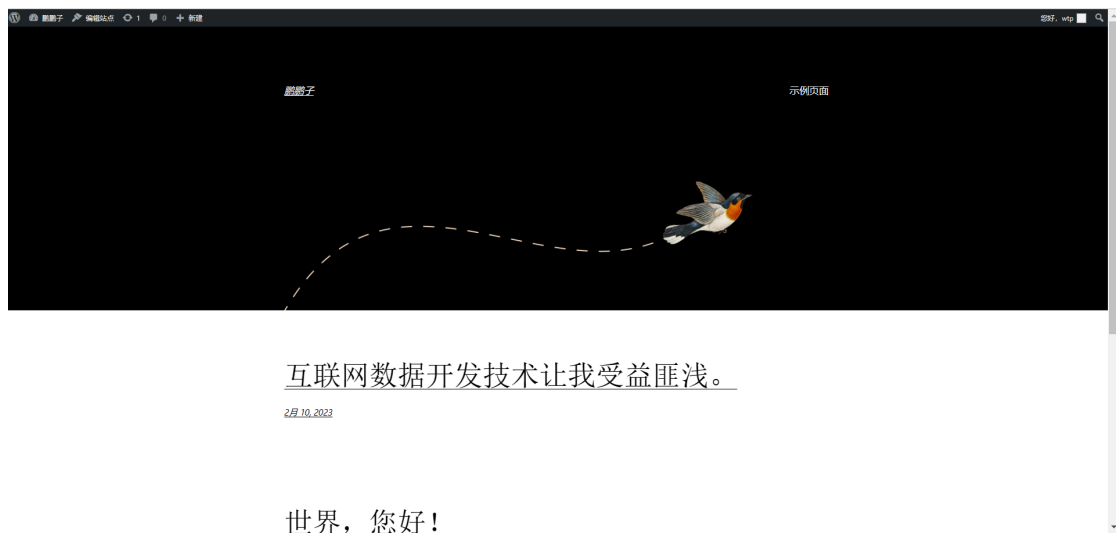 鹏鹏子 编辑站点 1 0 新建 您好，wtp
鹏鹏子 示例页面
互联网数据开发技术让我受益匪浅。
2月 10, 2023
世界，您好！